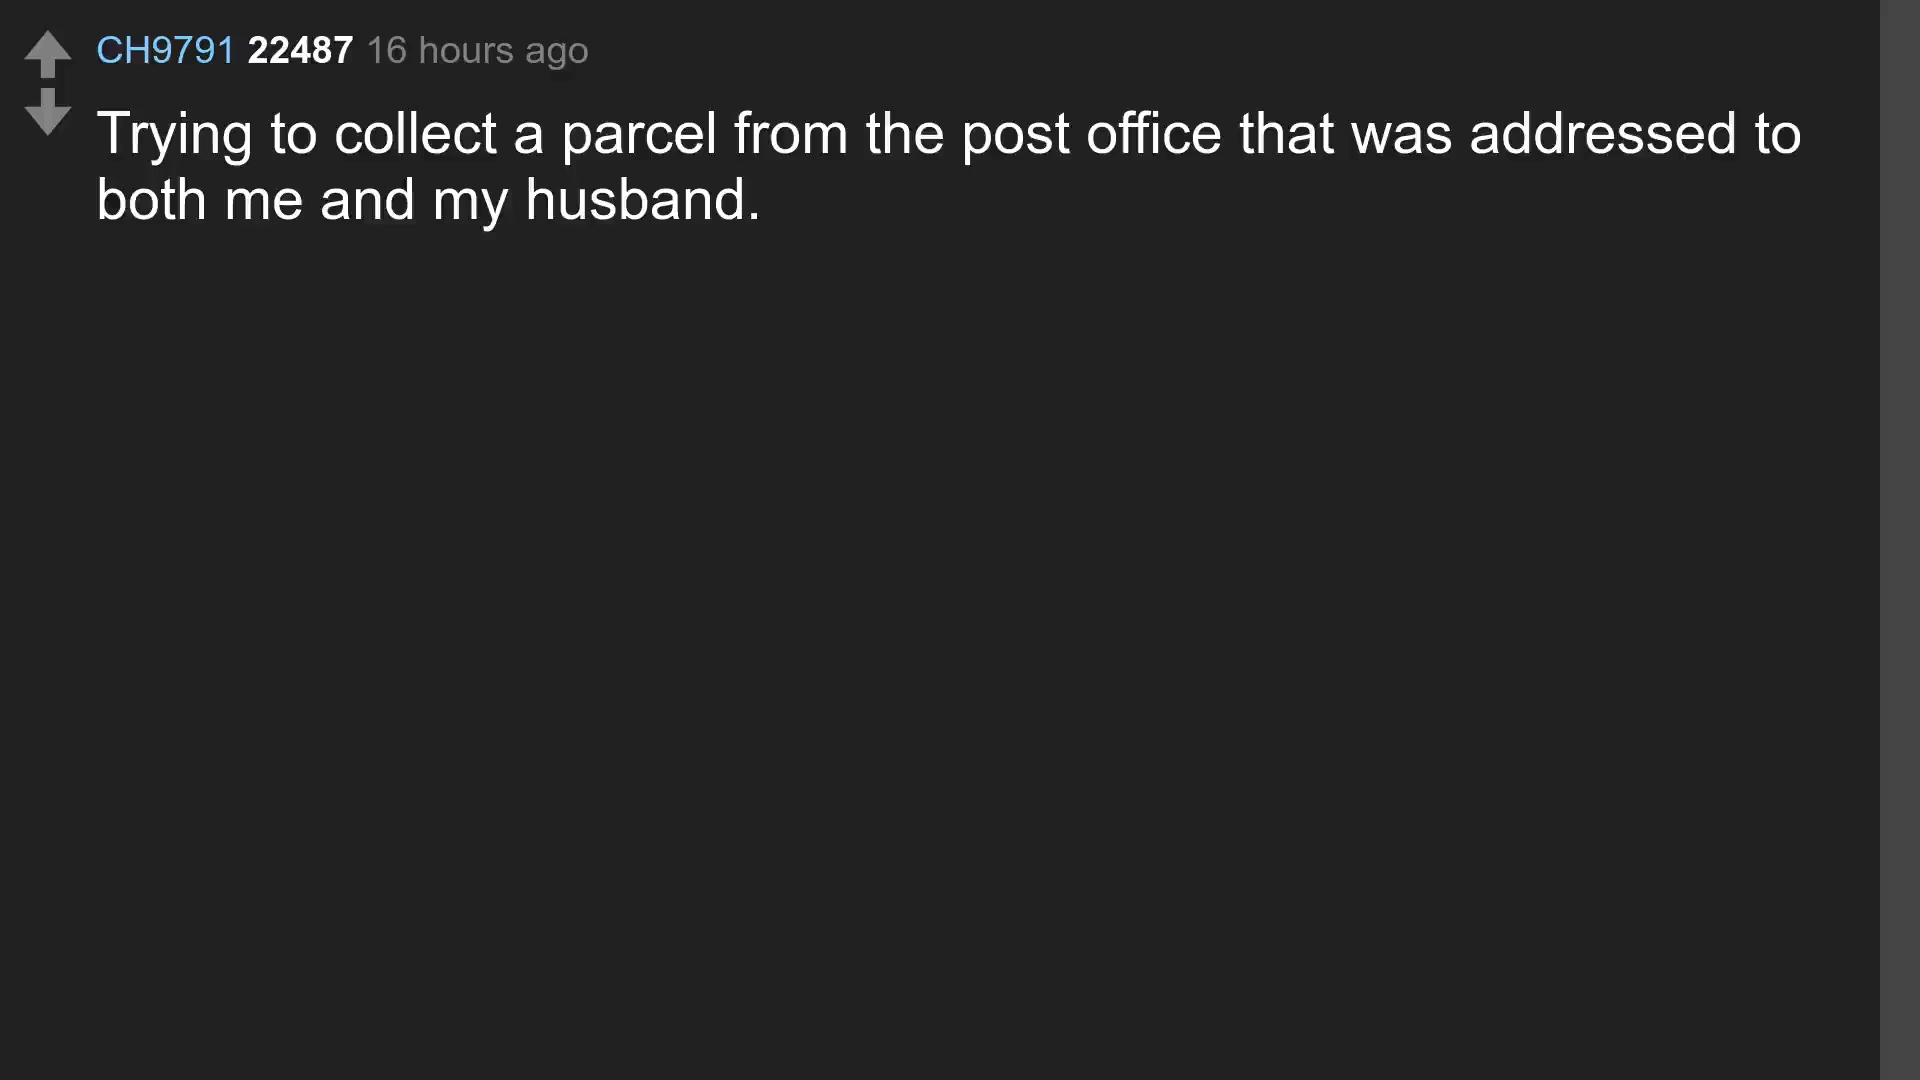 CH9791 22487 16 hours ago
Trying to collect a parcel from the post office that was addressed to
both me and my husband.